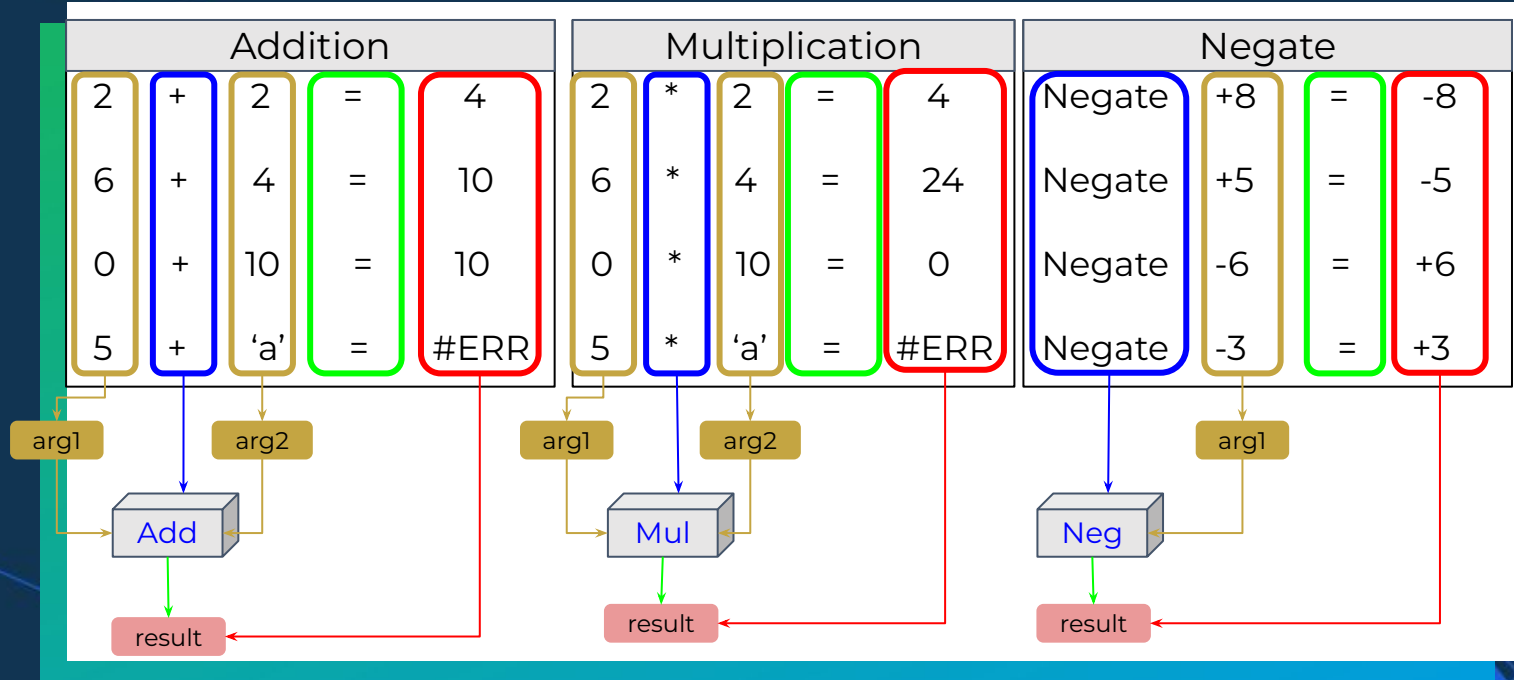 Addition
2 + 2 = 4
6 + 4 = 10
0 + 10 = 10
5 + ‘a’ = #ERR
arg1 arg2
Add
result
Multiplication
2 * 2 = 4
6 * 4 = 24
0 * 10 = 0
5 * ‘a’ = #ERR
arg1 arg2
Mul
result
Negate
Negate +8 = -8
Negate +5 = -5
Negate -6 = +6
Negate -3 = +3
arg1
Neg
result